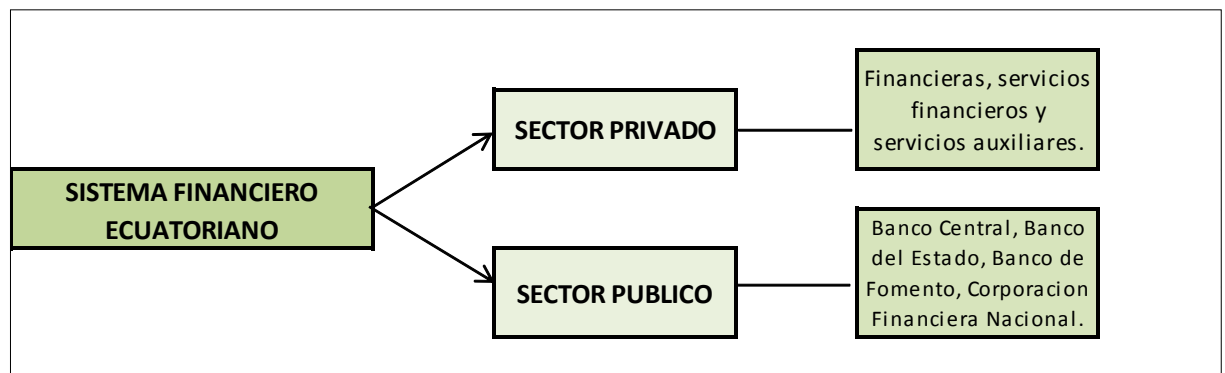 SISTEMA FINANCIERO
ECUATORIANO
SECTOR PRIVADO
Financieras, servicios
financieros y
servicios auxiliares.
SECTOR PUBLICO
Banco Central, Banco
del Estado, Banco de
Fomento, Corporacion
Financiera Nacional.